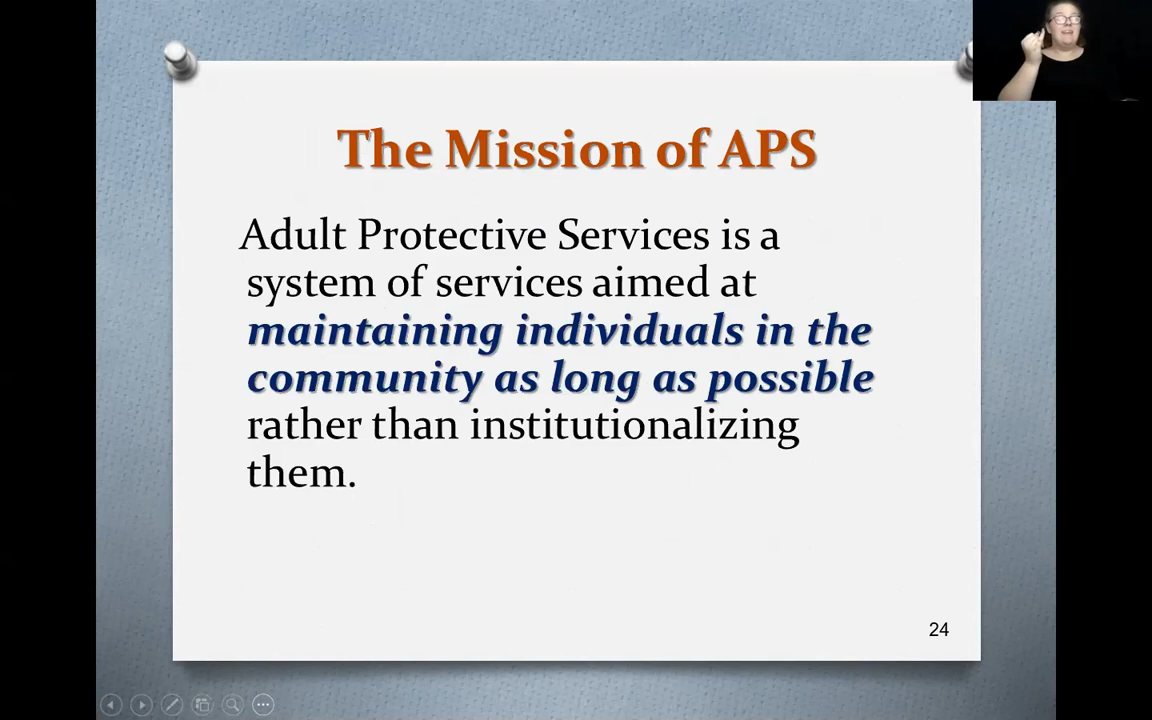 The Mission of APS
Adult Protective Services is a
system of services aimed at
maintaining individuals in the
community as long as possible
rather than institutionalizing
them.
24